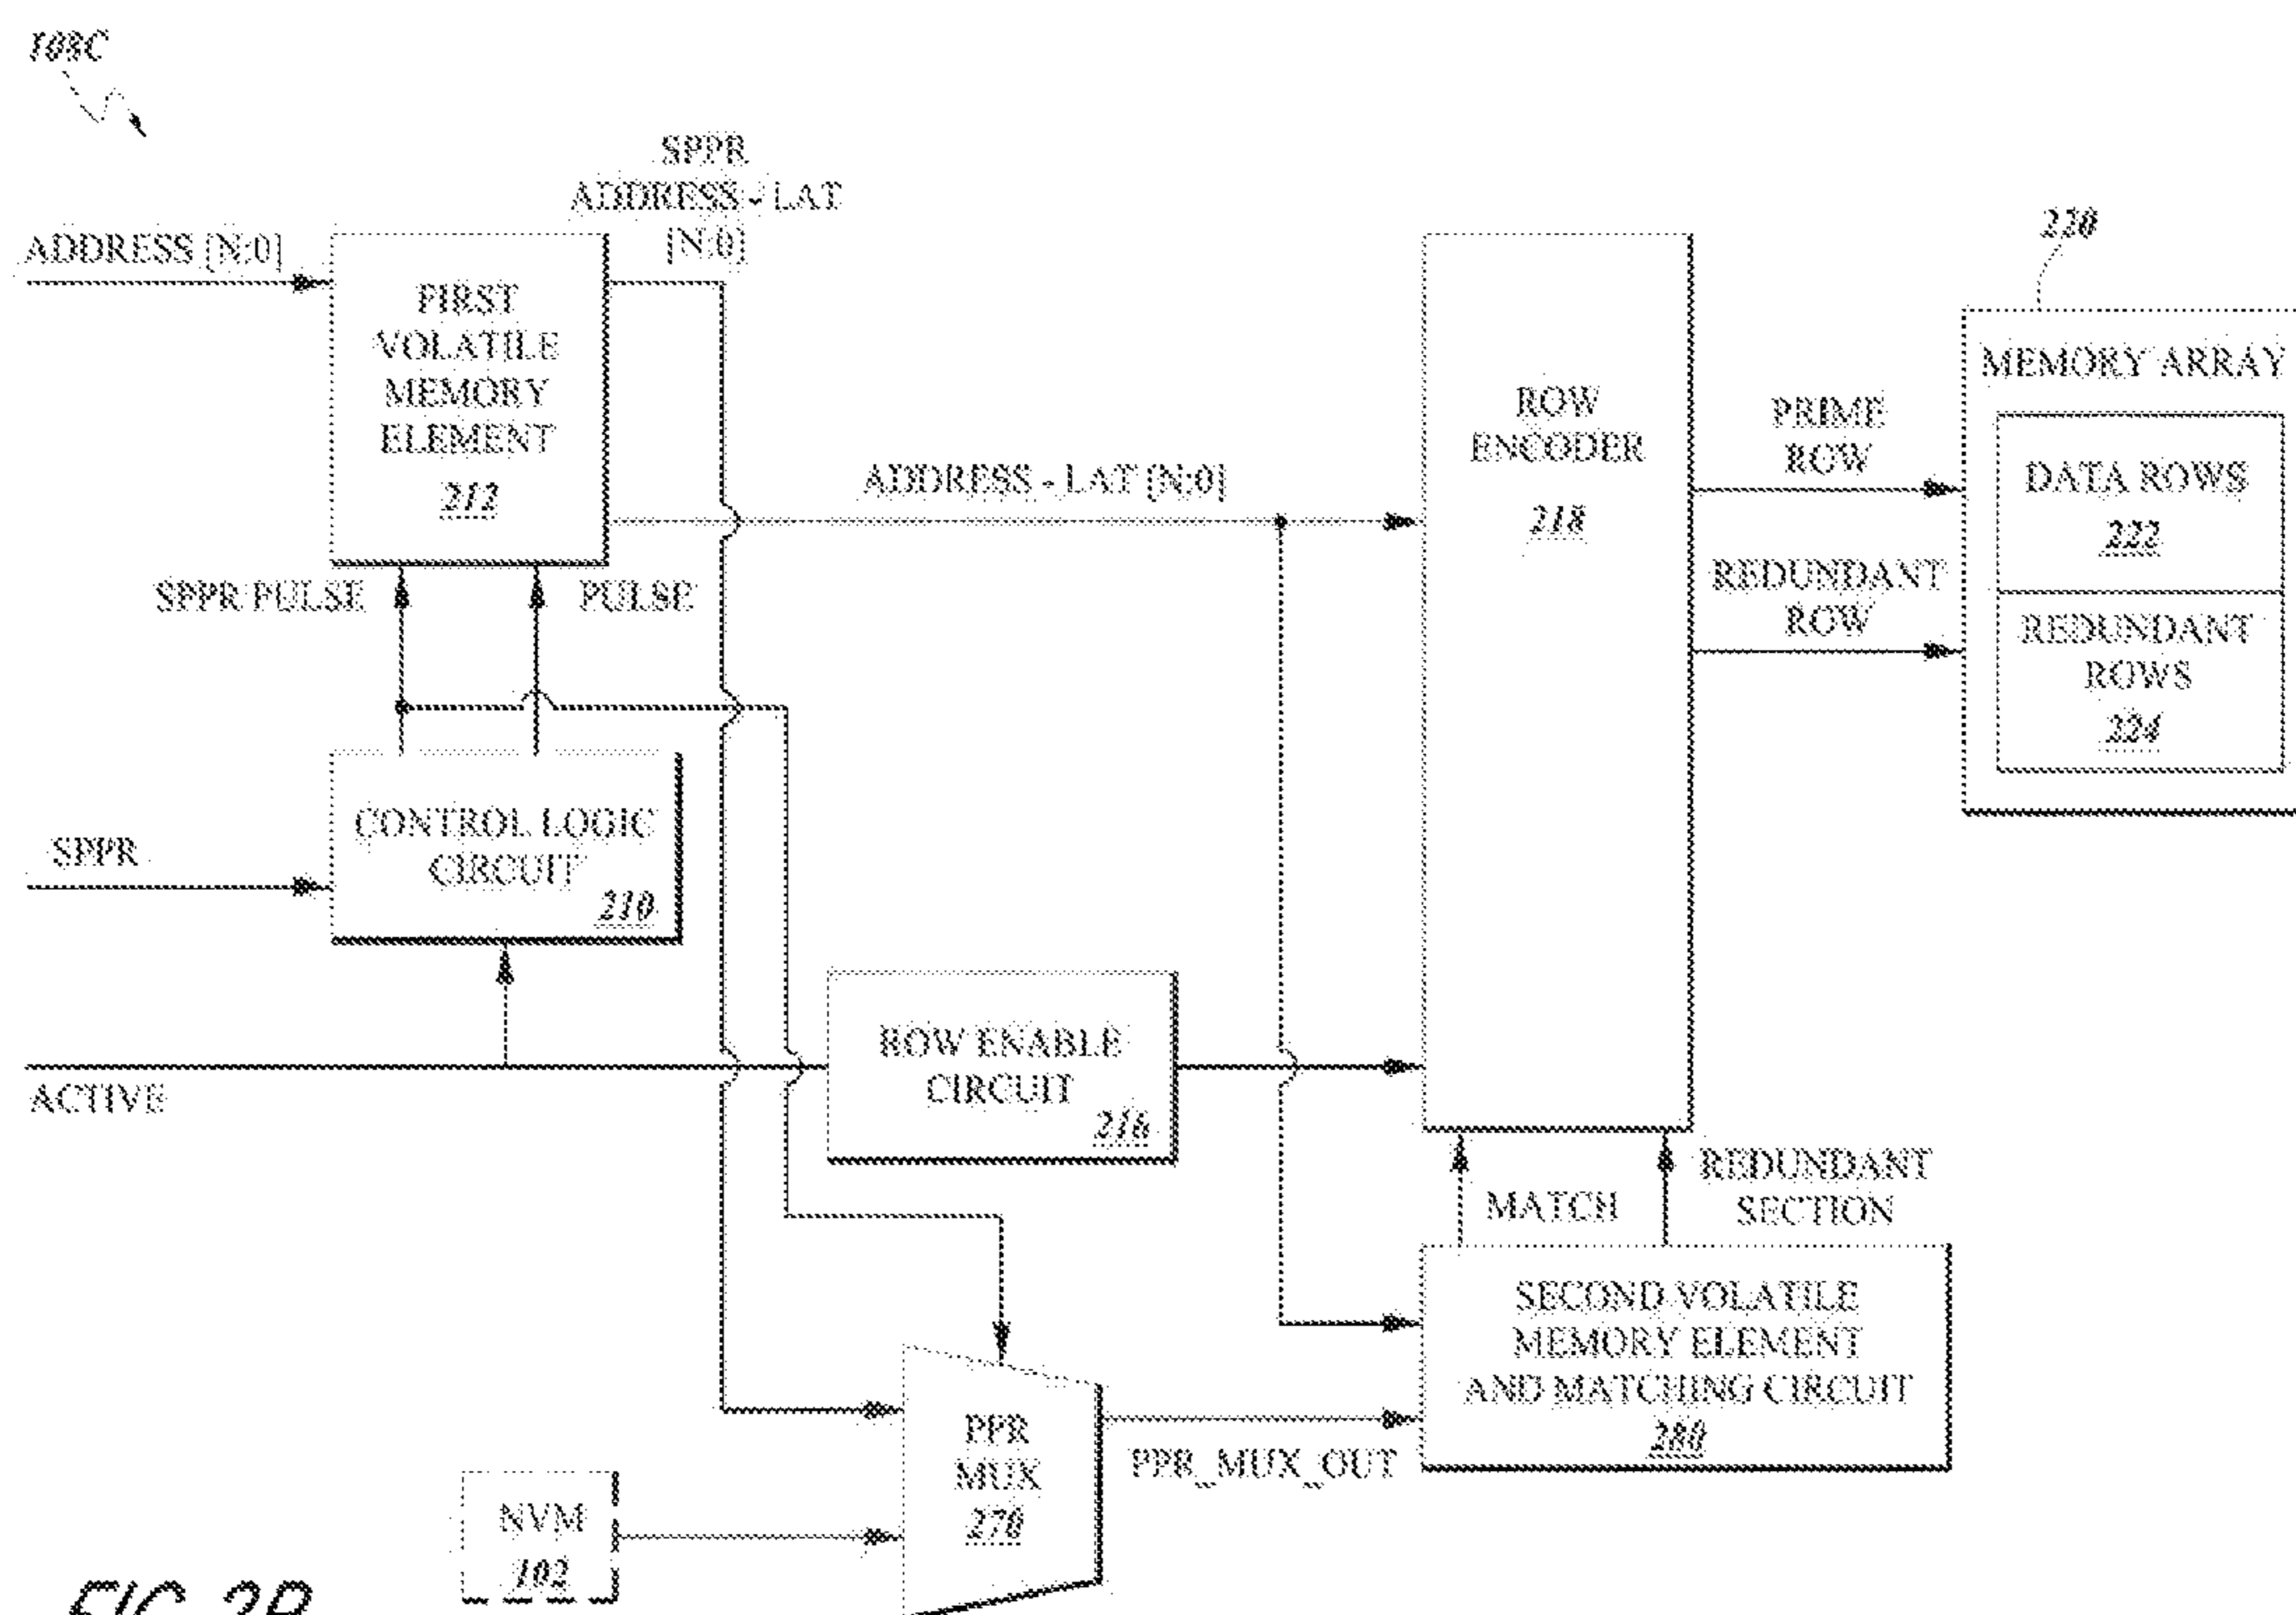 108C
SPPR
ADDRESS - LAT
[N:0]
ADDRESS [N:0]
FIRST
VOLATILE
MEMORY
ELEMENT
212
ADDRESS - LAT [N:0]
ROW
ENCODER
218
220
MEMORY ARRAY
PRIME
ROW
DATA ROWS
222
REDUNDANT
ROW
REDUNDANT
ROWS
224
SPPR PULSE
PULSE
SPPR
CONTROL LOGIC
CIRCUIT
210
ACTIVE
ROW ENABLE
CIRCUIT
216
MATCH
REDUNDANT
SECTION
SECOND VOLATILE
MEMORY ELEMENT
AND MATCHING CIRCUIT
280
PPR
MUX
270
PPR_MUX_OUT
NVM
102
FIG. 2B